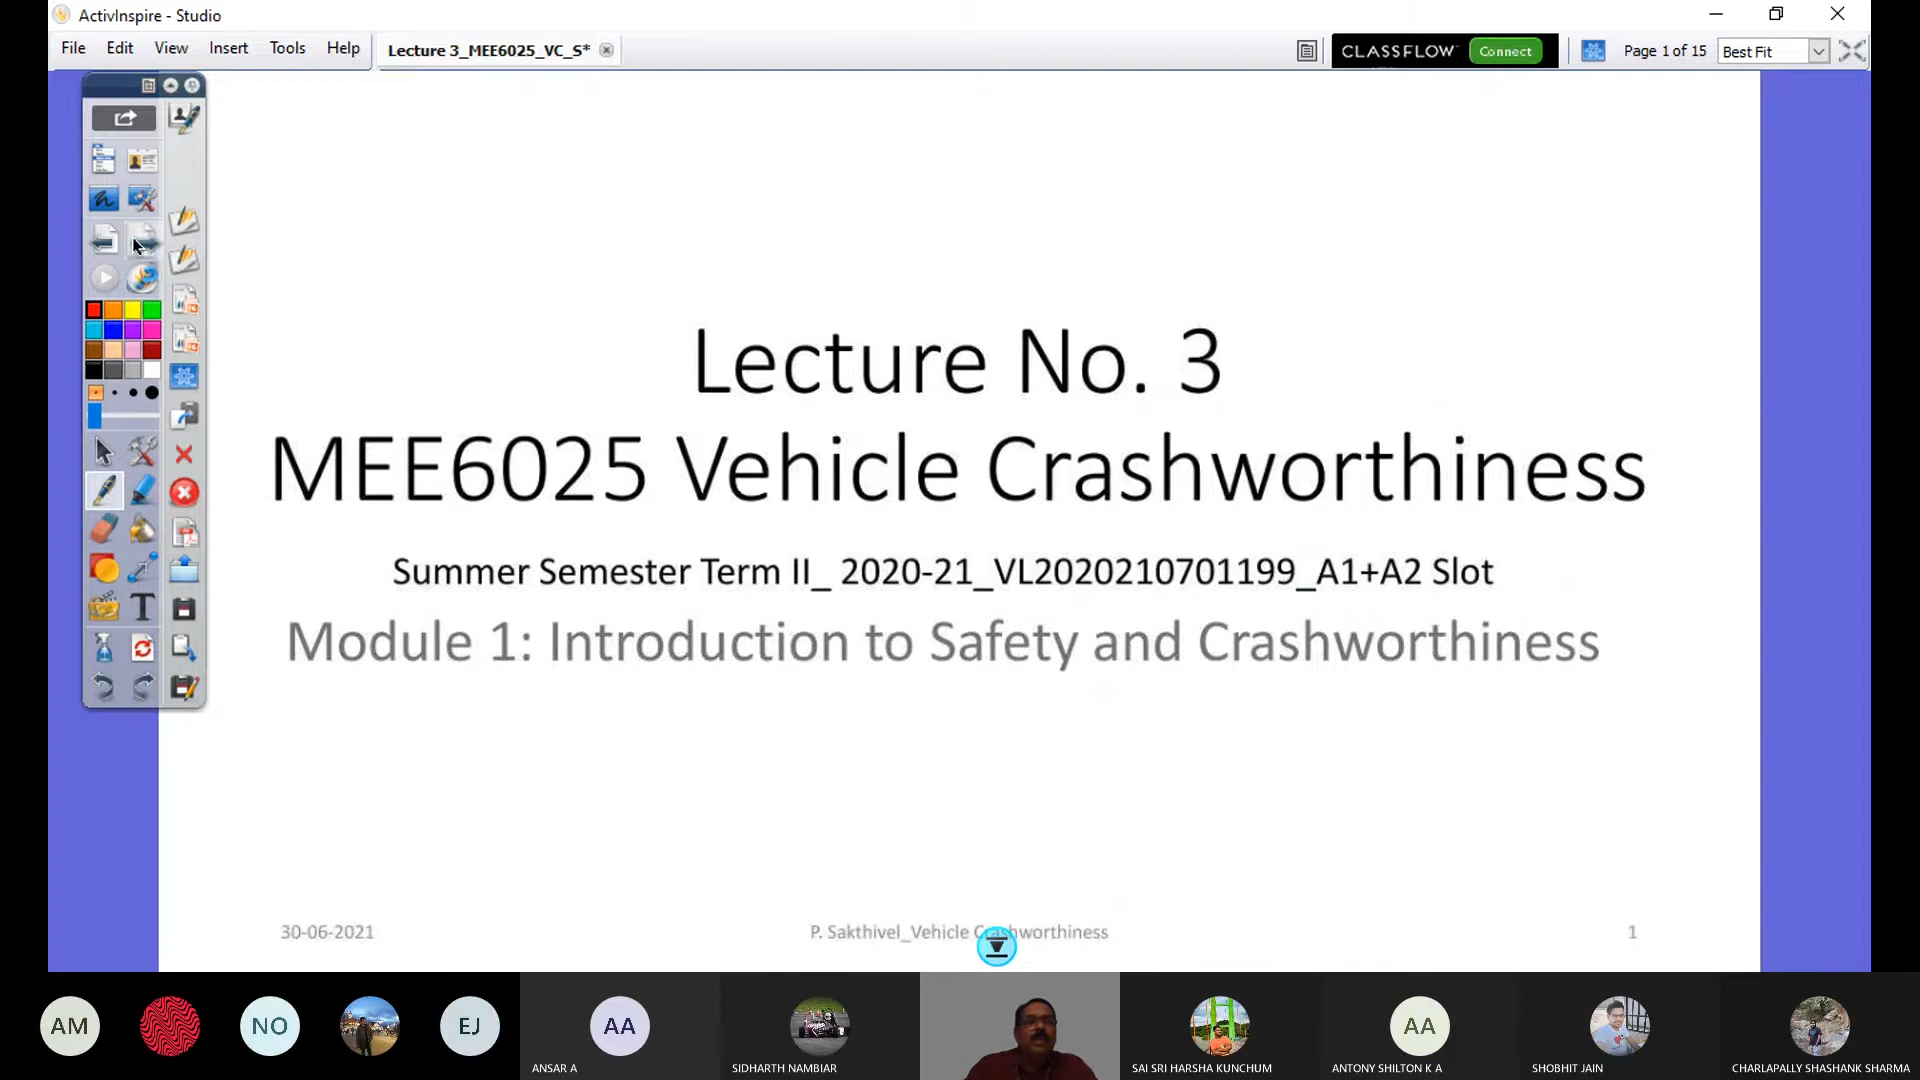 ActivInspire - Studio
File Edit View Insert Tools Help
Lecture 3_MEE6025_VC_S*
CLASSFLOW Connect
Page 1 of 15
Best Fit
Lecture No. 3
MEE6025 Vehicle Crashworthiness
Summer Semester Term II_ 2020-21_VL2020210701199_A1+A2 Slot
Module 1: Introduction to Safety and Crashworthiness
30-06-2021
P. Sakthivel_Vehicle Crashworthiness
1
AM
NO
EJ
AA
AA
ANSAR A
SIDHARTH NAMBIAR
SAI SRI HARSHA KUNCHUM
ANTONY SHILTON K A
SHOBHIT JAIN
CHARLAPALLY SHASHANK SHARMA